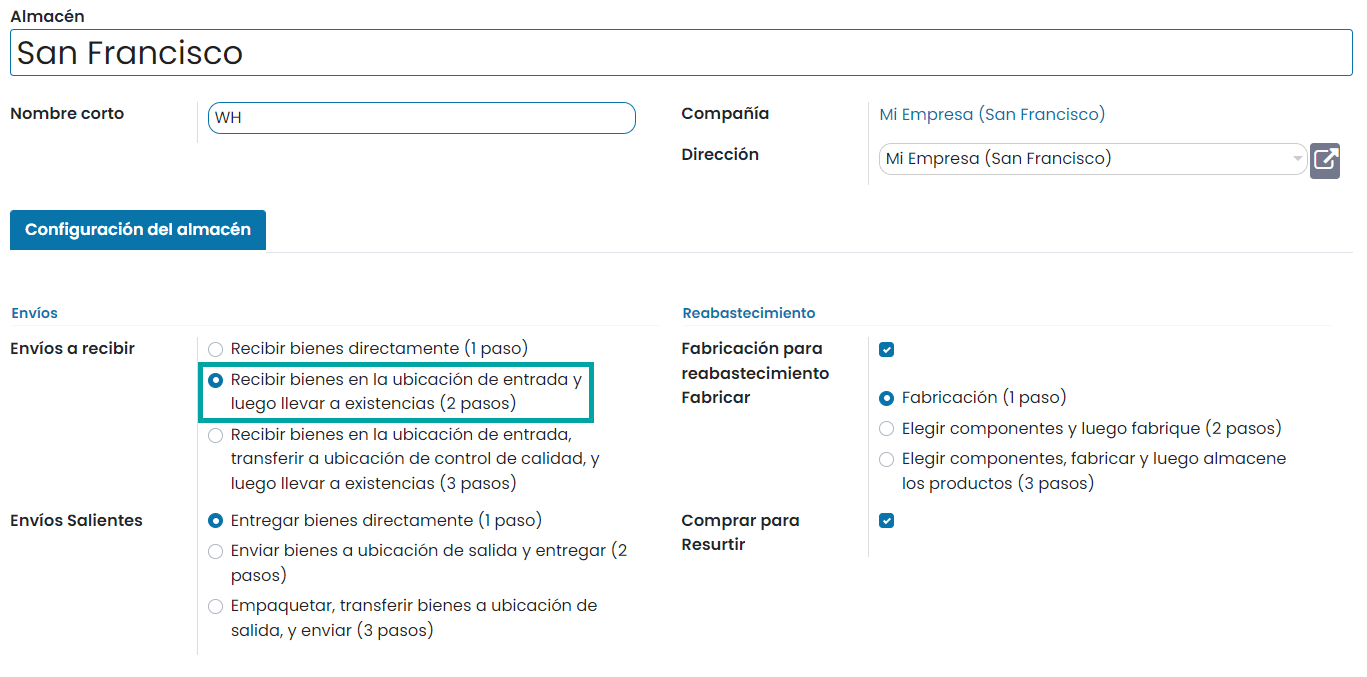 Almacén
San Francisco
Nombre corto
WH
Compañía
Mi Empresa (San Francisco)
Dirección
Mi Empresa (San Francisco)
Configuración del almacén
Envíos
Envíos a recibir
Recibir bienes directamente (1 paso)
Recibir bienes en la ubicación de entrada y
luego llevar a existencias (2 pasos)
Recibir bienes en la ubicación de entrada,
transferir a ubicación de control de calidad, y
luego llevar a existencias (3 pasos)
Envíos Salientes
Entregar bienes directamente (1 paso)
Enviar bienes a ubicación de salida y entregar (2
pasos)
Empaquetar, transferir bienes a ubicación de
salida, y enviar (3 pasos)
Reabastecimiento
Fabricación para
reabastecimiento
Fabricar
Fabricación (1 paso)
Elegir componentes y luego fabrique (2 pasos)
Elegir componentes, fabricar y luego almacene
los productos (3 pasos)
Comprar para
Resurtir